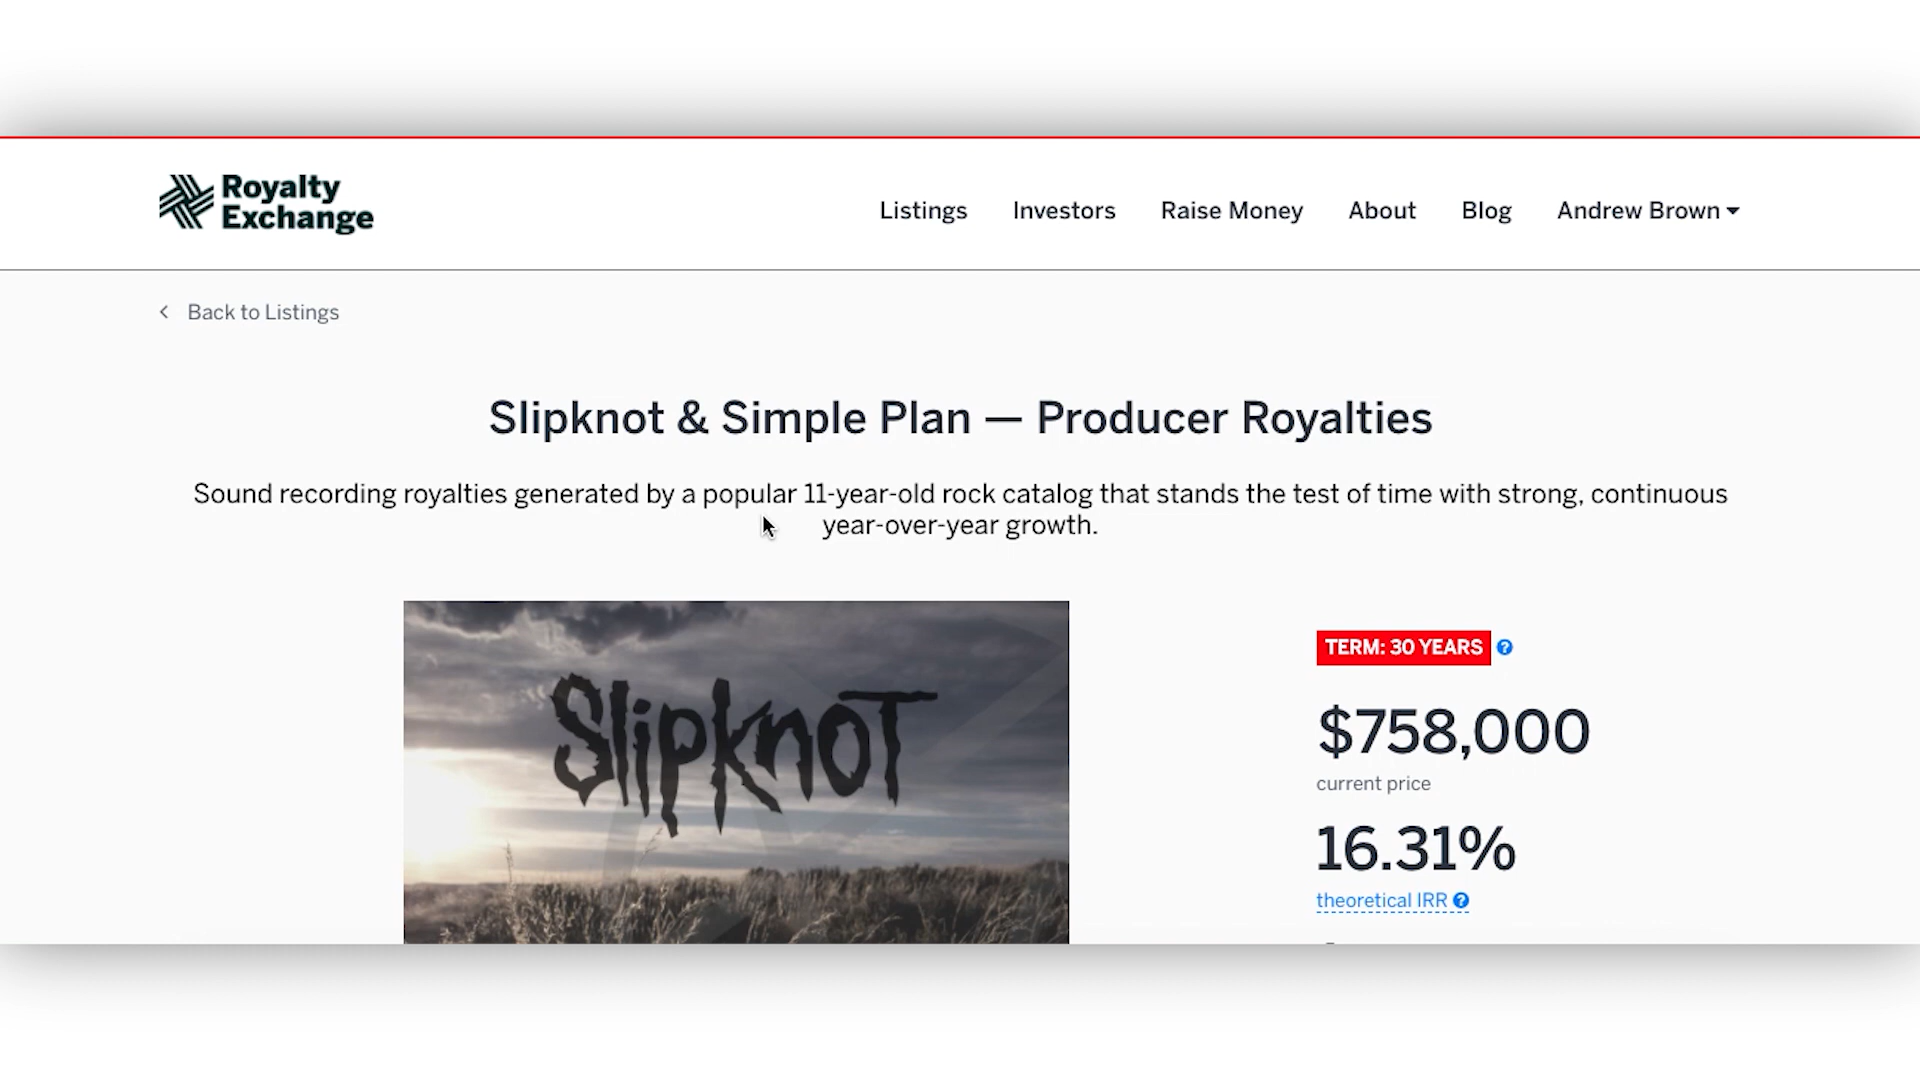 Royalty
Exchange
Listings Investors Raise Money About Blog Andrew Brown
Back to Listings
Slipknot & Simple Plan — Producer Royalties
Sound recording royalties generated by a popular 11-year-old rock catalog that stands the test of time with strong, continuous
year-over-year growth.
SlipknoT
TERM: 30 YEARS ?
$758,000
current price
16.31%
theoretical IRR ?